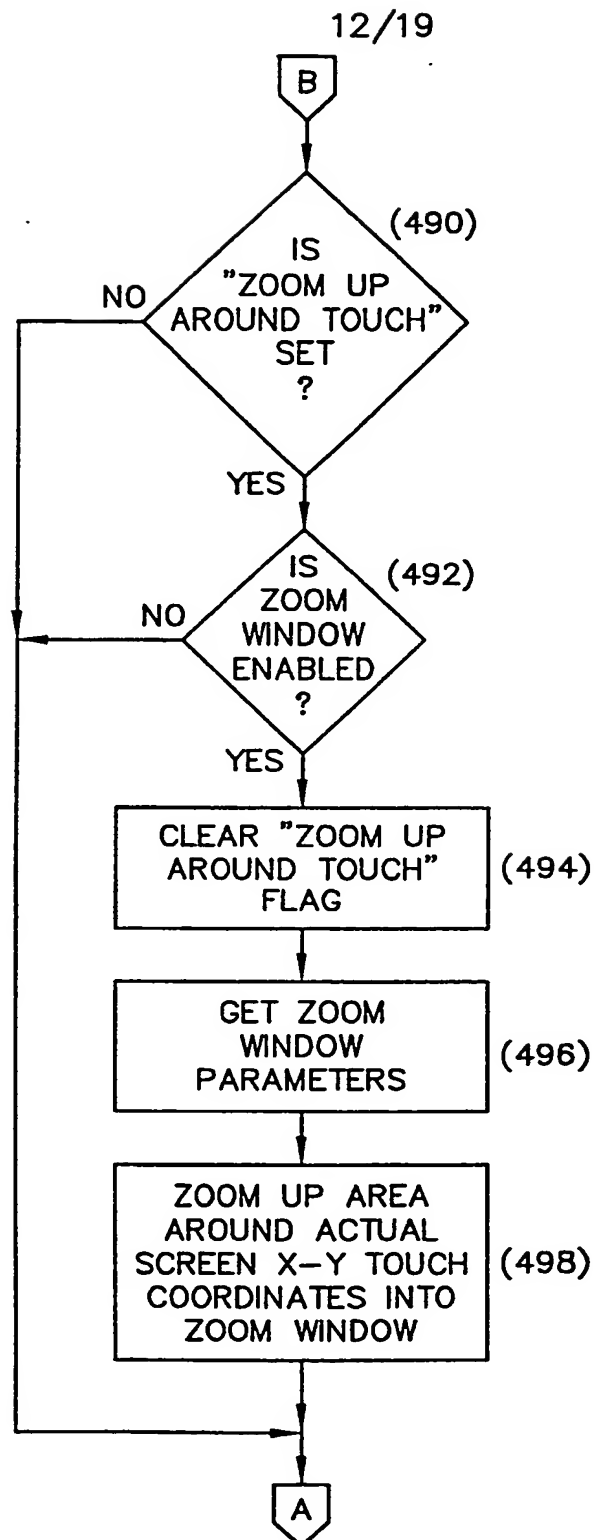 12/19
B
(490)
IS
"ZOOM UP
AROUND TOUCH"
SET
?
NO
YES
(492)
IS
ZOOM
WINDOW
ENABLED
?
NO
YES
CLEAR "ZOOM UP
AROUND TOUCH"
FLAG
(494)
GET ZOOM
WINDOW
PARAMETERS
(496)
ZOOM UP AREA
AROUND ACTUAL
SCREEN X-Y TOUCH
COORDINATES INTO
ZOOM WINDOW
(498)
A